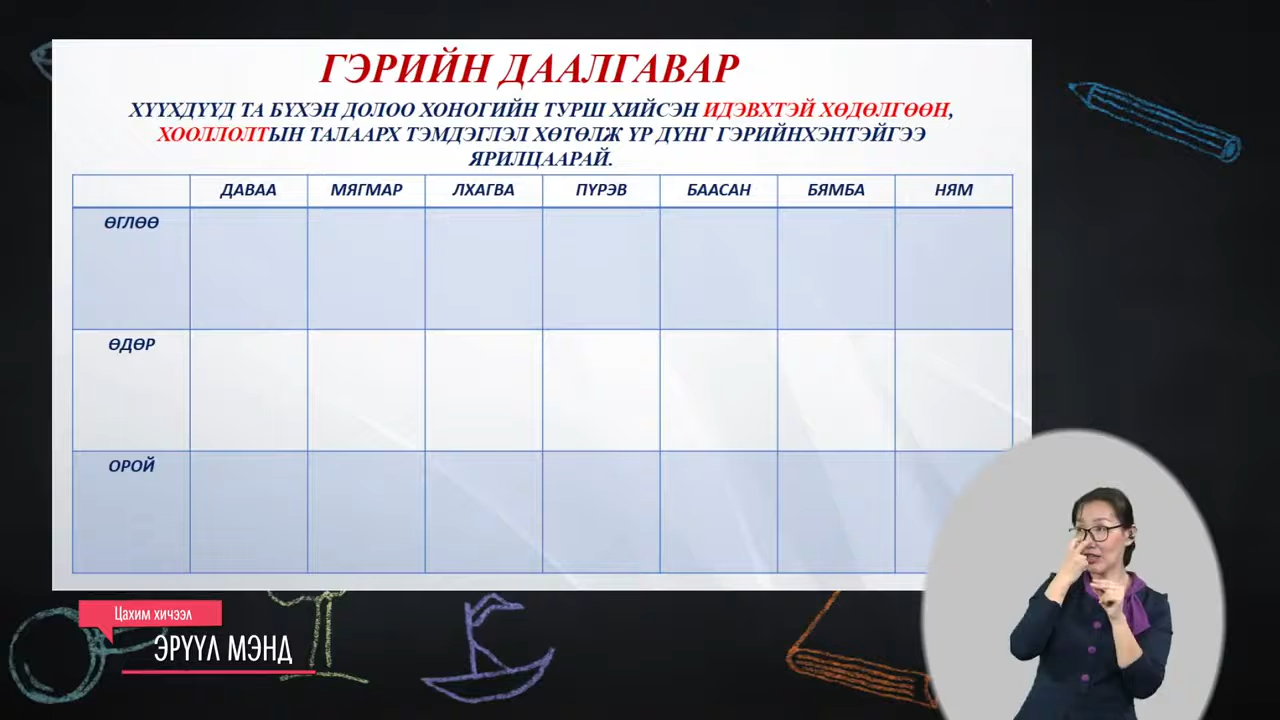 ГЭРИЙН ДААЛГАВАР
ХҮҮХДҮҮД ТА БҮХЭН ДОЛОО ХОНОГИЙН ТУРШ ХИЙСЭН ИДЭВХТЭЙ ХӨДӨЛГӨӨН,
ХООЛЛОЛТЫН ТАЛААРХ ТЭМДЭГЛЭЛ ХӨТӨЛЖ ҮР ДҮНГ ГЭРИЙНХЭНТЭЙГЭЭ
ЯРИЛЦААРАЙ.
ДАВАА МЯГМАР ЛХАГВА ПҮРЭВ БААСАН БЯМБА НЯМ
ӨГЛӨӨ
ӨДӨР
ОРОЙ
Цахим хичээл
ЭРҮҮЛ МЭНД